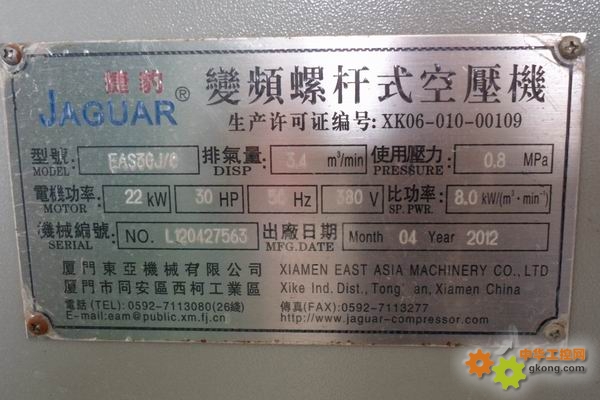 捷豹
JAGUAR®
變頻螺杆式空壓機
生产许可证编号:XK06-010-00109
型號 MODEL EAS30J/8 排氣量: DISP 3.4 m³/min 使用壓力: PRESSURE 0.8 MPa
電機功率: MOTOR 22 kW 30 HP 50 Hz 380 V 比功率: SP. PWR. 8.0 kW/(m³·min⁻¹)
機械編號: SERIAL NO. L120427563 出廠日期 MFG.DATE Month 04 Year 2012
廈門東亞機械有限公司 XIAMEN EAST ASIA MACHINERY CO., LTD
廈門市同安區西柯工業區 Xike Ind. Dist., Tong'an, Xiamen China
電話 (TEL): 0592-7113080(26綫) 傳真(FAX):0592-7113277
E-mail:eam@public.xm.fj.cn http://www.jaguar-compressor.com
中华工控网
gkong.com